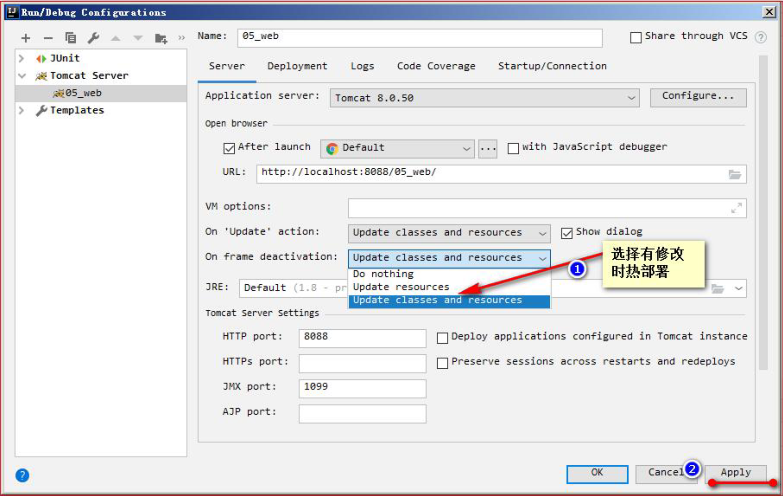 Run/Debug Configurations
Name: 05_web
Share through VCS
JUnit
Tomcat Server
05_web
Templates
Server Deployment Logs Code Coverage Startup/Connection
Application server: Tomcat 8.0.50 Configure...
Open browser
After launch Default ... with JavaScript debugger
URL: http://localhost:8088/05_web/
VM options:
On 'Update' action: Update classes and resources Show dialog
On frame deactivation: Update classes and resources
1
选择有修改
时热部署
Do nothing
Update resources
Update classes and resources
JRE: Default (1.8 - pr
Tomcat Server Settings
HTTP port: 8088
Deploy applications configured in Tomcat instance
HTTPs port:
Preserve sessions across restarts and redeploys
JMX port: 1099
AJP port:
?
OK Cancel 2 Apply